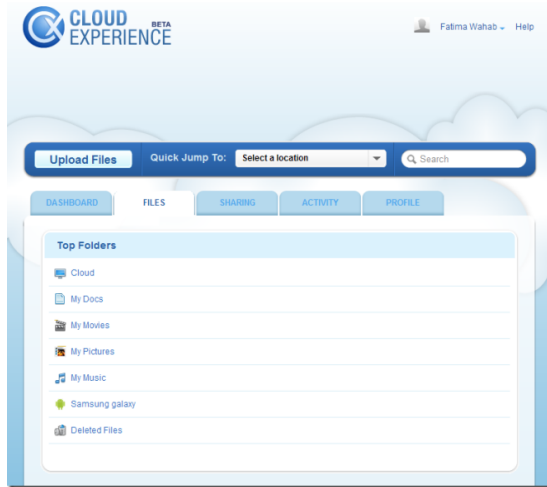 CLOUD BETA
EXPERIENCE
Fatima Wahab Help
Upload Files Quick Jump To: Select a location Search
DASHBOARD FILES SHARING ACTIVITY PROFILE
Top Folders
Cloud
My Docs
My Movies
My Pictures
My Music
Samsung galaxy
Deleted Files